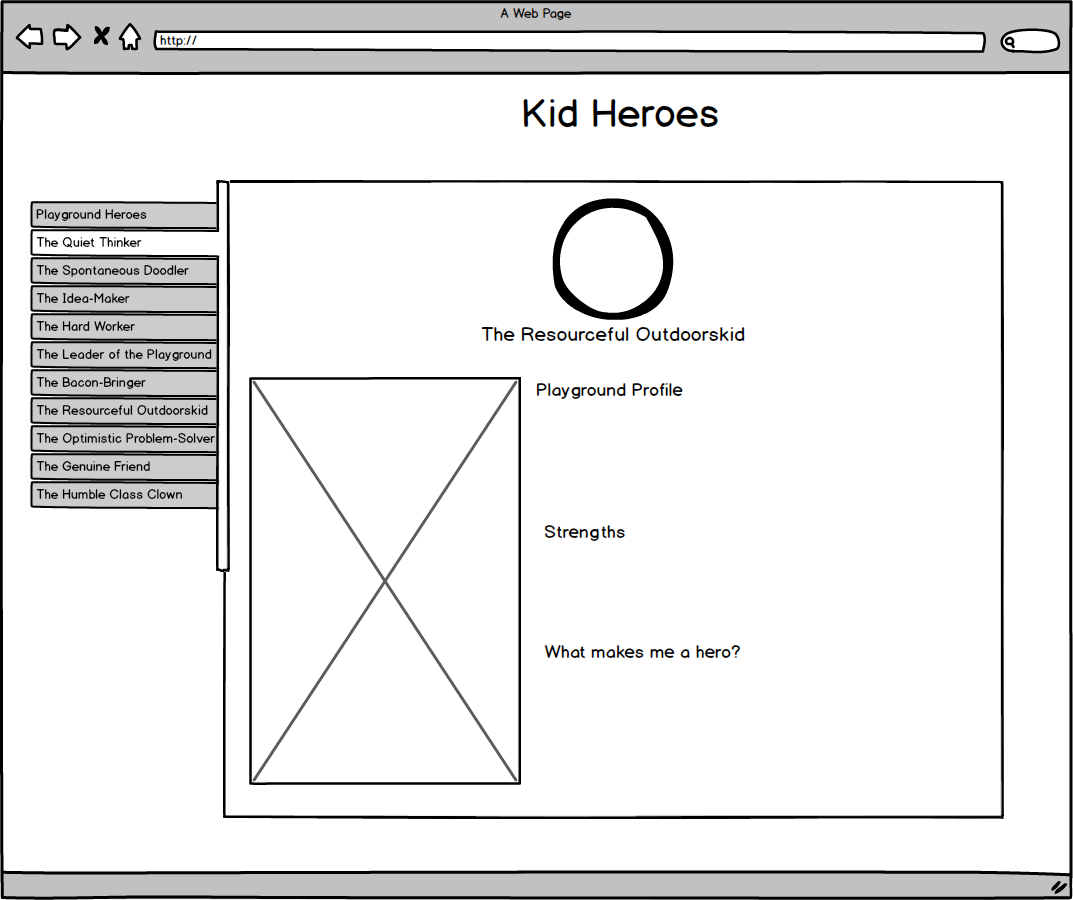 A Web Page
http://
Kid Heroes
Playground Heroes
The Quiet Thinker
The Spontaneous Doodler
The Idea-Maker
The Hard Worker
The Leader of the Playground
The Bacon-Bringer
The Resourceful Outdoorskid
The Optimistic Problem-Solver
The Genuine Friend
The Humble Class Clown
The Resourceful Outdoorskid
Playground Profile
Strengths
What makes me a hero?